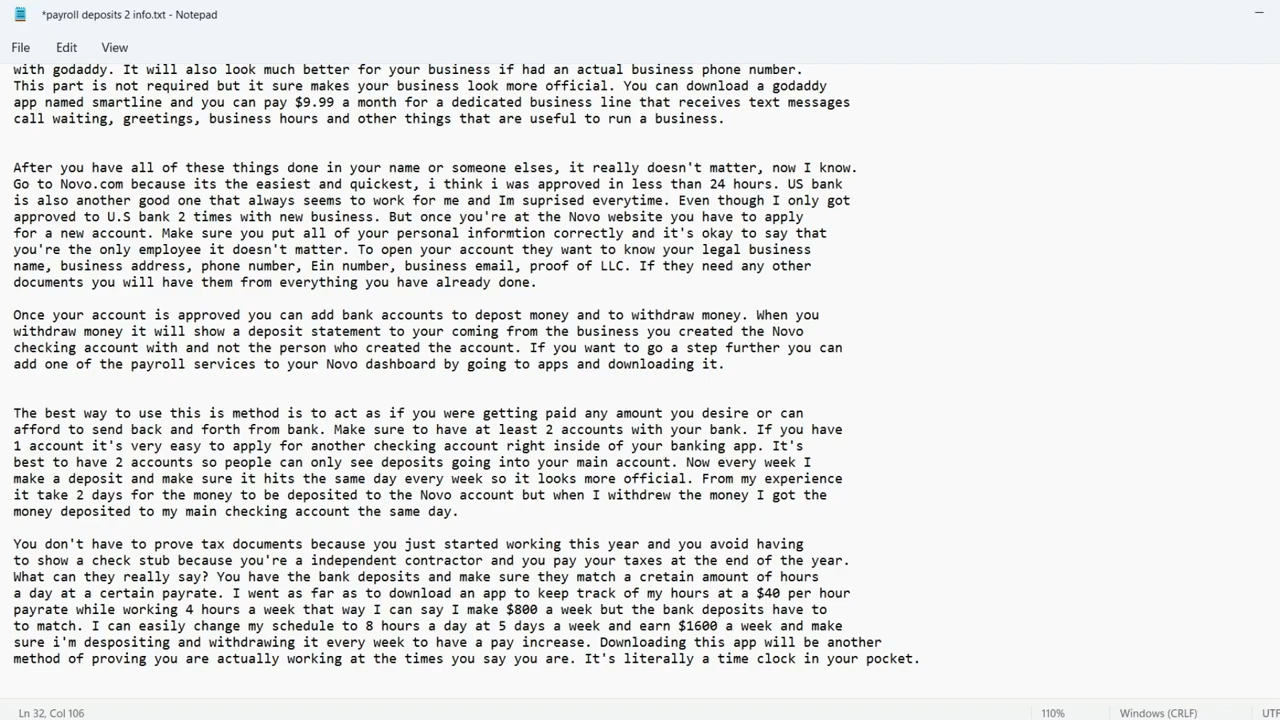 *payroll deposits 2 info.txt - Notepad
File Edit View
with godaddy. It will also look much better for your business if had an actual business phone number.
This part is not required but it sure makes your business look more official. You can download a godaddy
app named smartline and you can pay $9.99 a month for a dedicated business line that receives text messages
call waiting, greetings, business hours and other things that are useful to run a business.
After you have all of these things done in your name or someone elses, it really doesn't matter, now I know.
Go to Novo.com because its the easiest and quickest, i think i was approved in less than 24 hours. US bank
is also another good one that always seems to work for me and Im suprised everytime. Even though I only got
approved to U.S bank 2 times with new business. But once you're at the Novo website you have to apply
for a new account. Make sure you put all of your personal informtion correctly and it's okay to say that
you're the only employee it doesn't matter. To open your account they want to know your legal business
name, business address, phone number, Ein number, business email, proof of LLC. If they need any other
documents you will have them from everything you have already done.
Once your account is approved you can add bank accounts to depost money and to withdraw money. When you
withdraw money it will show a deposit statement to your coming from the business you created the Novo
checking account with and not the person who created the account. If you want to go a step further you can
add one of the payroll services to your Novo dashboard by going to apps and downloading it.
The best way to use this is method is to act as if you were getting paid any amount you desire or can
afford to send back and forth from bank. Make sure to have at least 2 accounts with your bank. If you have
1 account it's very easy to apply for another checking account right inside of your banking app. It's
best to have 2 accounts so people can only see deposits going into your main account. Now every week I
make a deposit and make sure it hits the same day every week so it looks more official. From my experience
it take 2 days for the money to be deposited to the Novo account but when I withdrew the money I got the
money deposited to my main checking account the same day.
You don't have to prove tax documents because you just started working this year and you avoid having
to show a check stub because you're a independent contractor and you pay your taxes at the end of the year.
What can they really say? You have the bank deposits and make sure they match a cretain amount of hours
a day at a certain payrate. I went as far as to download an app to keep track of my hours at a $40 per hour
payrate while working 4 hours a week that way I can say I make $800 a week but the bank deposits have to
to match. I can easily change my schedule to 8 hours a day at 5 days a week and earn $1600 a week and make
sure i'm despositing and withdrawing it every week to have a pay increase. Downloading this app will be another
method of proving you are actually working at the times you say you are. It's literally a time clock in your pocket.
Ln 32, Col 106 110% Windows (CRLF) UTF